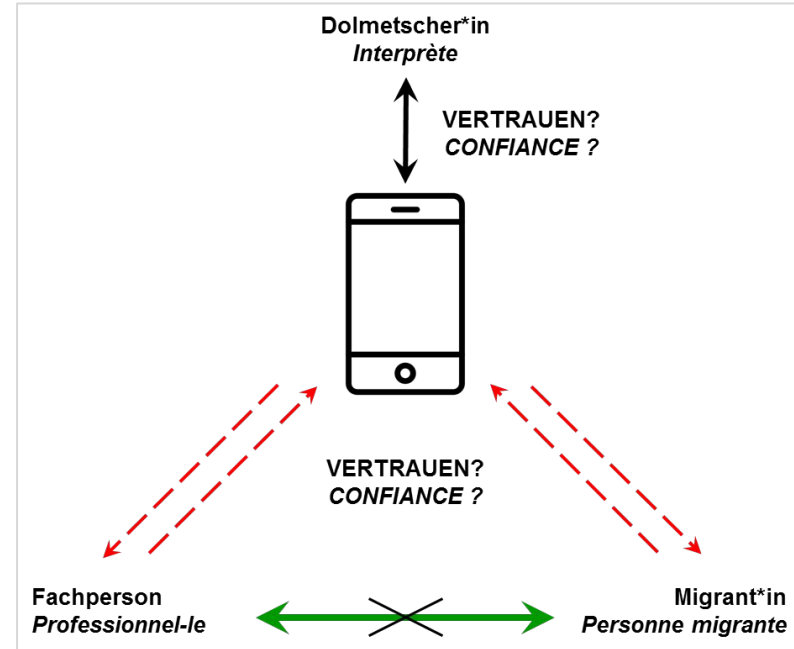 Dolmetscher*in
Interprète
VERTRAUEN?
CONFIANCE ?
VERTRAUEN?
CONFIANCE ?
Fachperson
Professionnel-le
Migrant*in
Personne migrante